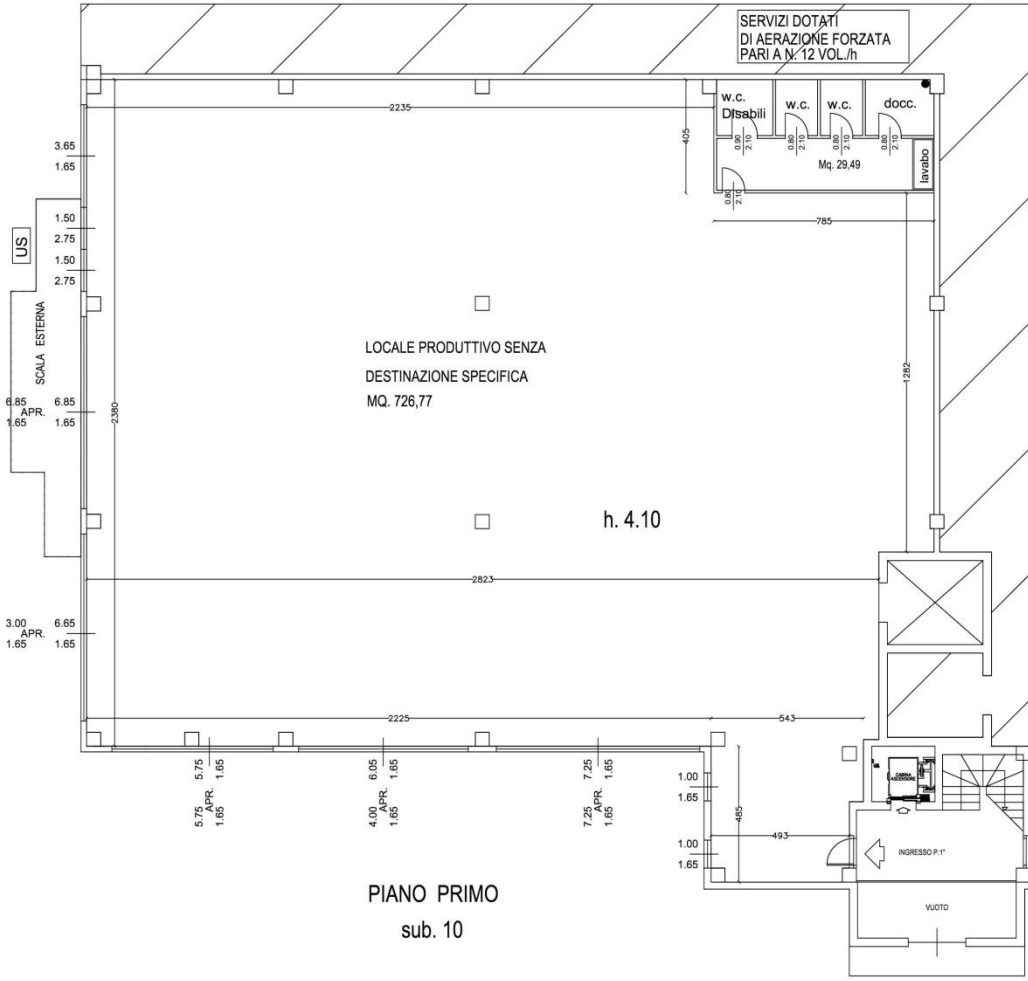 SERVIZI DOTATI
DI AERAZIONE FORZATA
PARI A N. 12 VOL./h
2235
w.c.
Disabili
w.c.
w.c.
docc.
0.90
2.10
0.80
2.10
0.80
2.10
0.80
2.10
405
Mq. 29,49
lavabo
0.80
2.10
785
3.65
1.65
1.50
2.75
US
1.50
2.75
SCALA ESTERNA
LOCALE PRODUTTIVO SENZA
DESTINAZIONE SPECIFICA
MQ. 726,77
1282
6.85
APR.
1.65
6.85
1.65
2380
h. 4.10
2823
3.00
APR.
1.65
6.65
1.65
2225
543
5.75
1.65
APR.
5.75
1.65
6.05
1.65
APR.
4.00
1.65
7.25
1.65
APR.
7.25
1.65
1.00
1.65
1.00
1.65
485
493
CABINA
ASCENSORE
INGRESSO P.1°
VUOTO
PIANO PRIMO
sub. 10